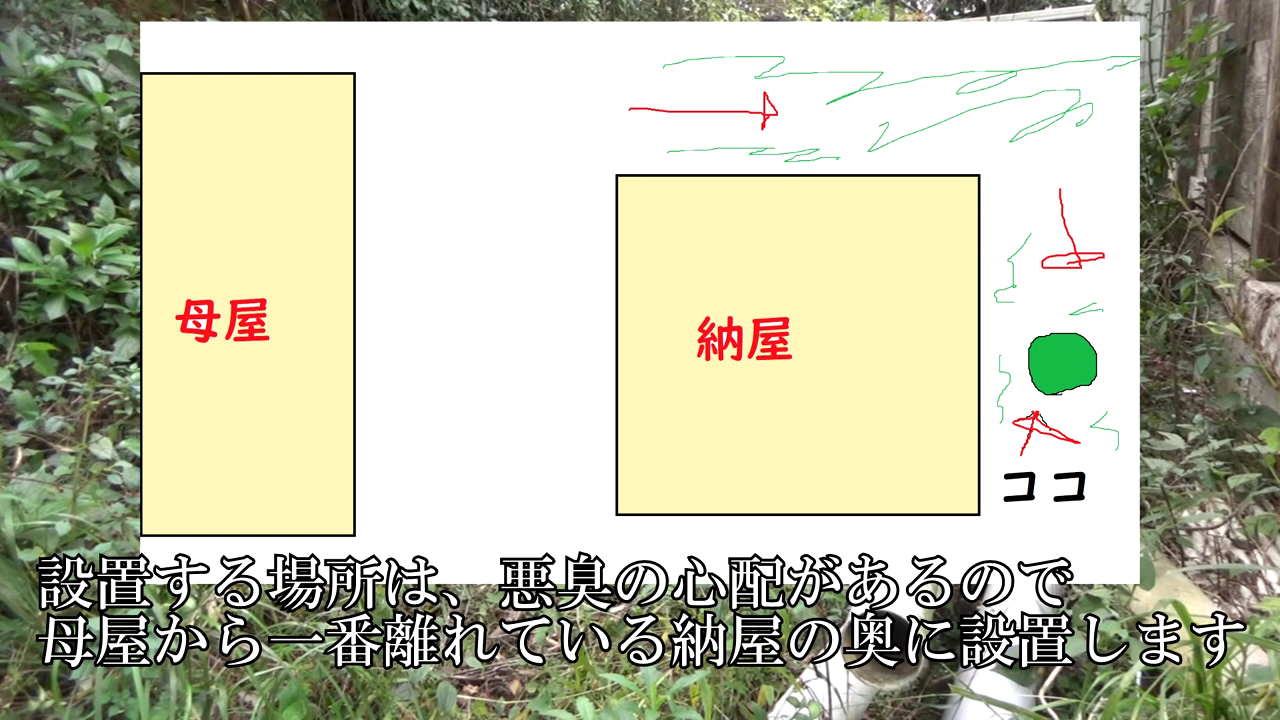 母屋
納屋
ココ
設置する場所は、悪臭の心配があるので
母屋から一番離れている納屋の奥に設置します